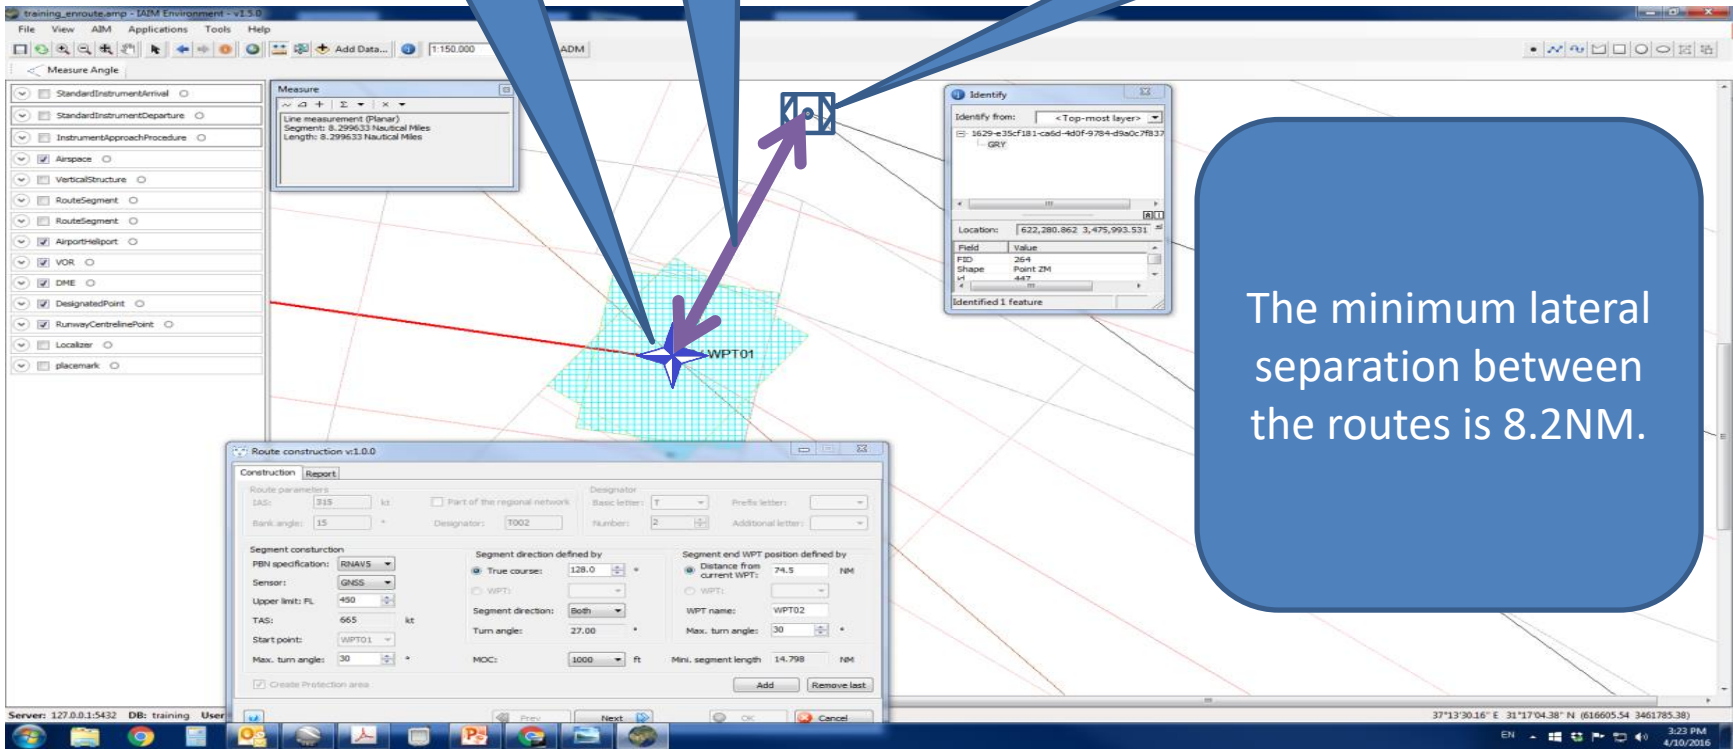 training_enroute.amp - IAIM Environment - v1.5.0
File View AIM Applications Tools Help
Add Data... 1:150,000 ADM
Measure Angle
StandardInstrumentArrival
StandardInstrumentDeparture
InstrumentApproachProcedure
Airspace
VerticalStructure
RouteSegment
RouteSegment
AirportHeliport
VOR
DME
DesignatedPoint
RunwayCentrelinePoint
Localizer
placemark
Measure
Line measurement (Planar)
Segment: 8.299633 Nautical Miles
Length: 8.299633 Nautical Miles
WPT01
Identify
Identify from: <Top-most layer>
1629-e35cf181-ca6d-4d0f-9784-d9a0c7f837
GRY
Location: 622,280.862 3,475,993.531
Field Value
FID 264
Shape Point ZM
id 447
Identified 1 feature
The minimum lateral
separation between
the routes is 8.2NM.
Route construction v:1.0.0
Construction Report
Route parameters
IAS: 315 kt
Part of the regional network
Designator
Basic letter: T
Prefix letter:
Bank angle: 15 °
Designator: T002
Number: 2
Additional letter:
Segment consturction
PBN specification: RNAV5
Sensor: GNSS
Upper limit: FL 450
TAS: 665 kt
Start point: WPT01
Max. turn angle: 30 °
Segment direction defined by
True course: 128.0 °
WPT:
Segment direction: Both
Turn angle: 27.00 °
MOC: 1000 ft
Segment end WPT position defined by
Distance from
current WPT: 74.5 NM
WPT:
WPT name: WPT02
Max. turn angle: 30 °
Mini. segment length 14.798 NM
Create Protection area
Add Remove last
Prev Next OK Cancel
Server: 127.0.0.1:5432 DB: training User
37°13'30.16" E 31°17'04.38" N (616605.54 3461785.38)
EN 3:23 PM
4/10/2016